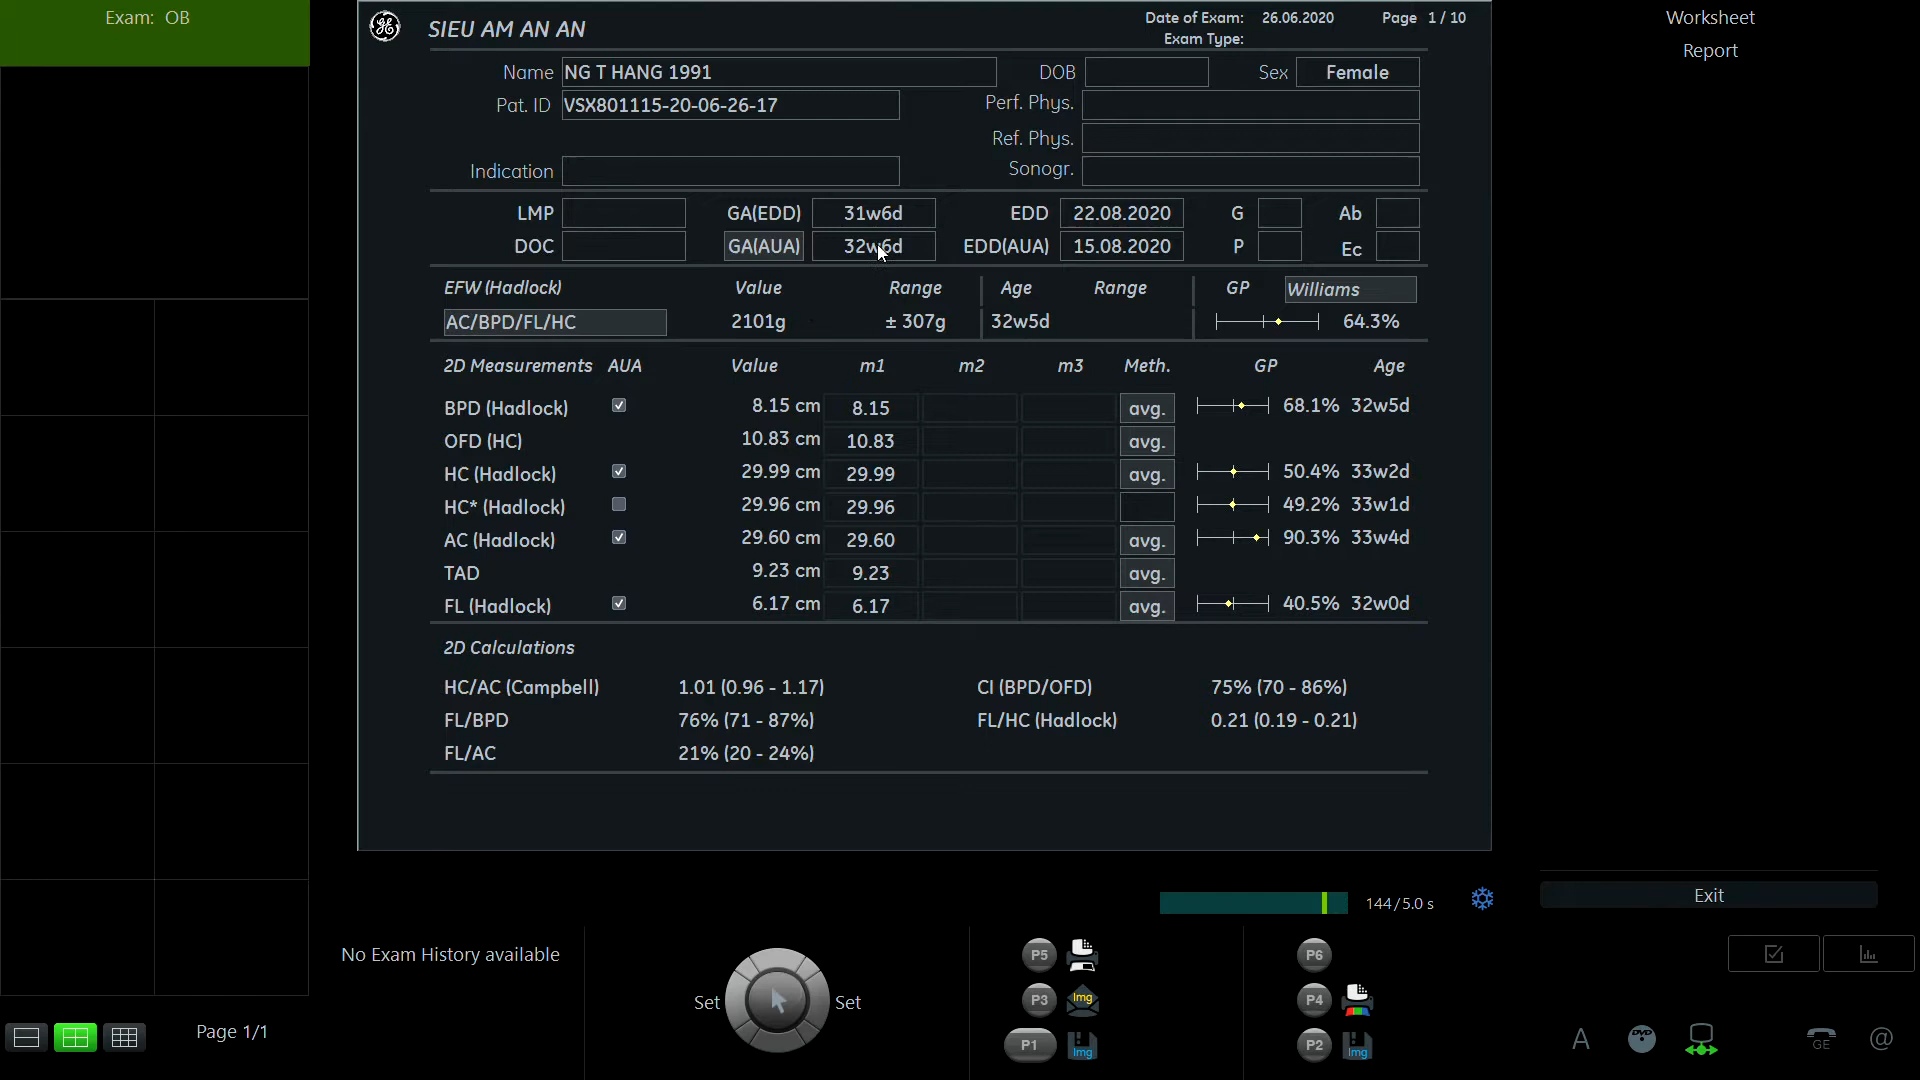 Exam: OB
SIEU AM AN AN
Date of Exam: 26.06.2020 Page 1 / 10
Exam Type:
Worksheet
Report
Name NG T HANG 1991 DOB Sex Female
Pat. ID VSX801115-20-06-26-17 Perf. Phys.
Ref. Phys.
Indication Sonogr.
LMP GA(EDD) 31w6d EDD 22.08.2020 G Ab
DOC GA(AUA) 32w6d EDD(AUA) 15.08.2020 P Ec
EFW (Hadlock) Value Range Age Range GP Williams
AC/BPD/FL/HC 2101g ± 307g 32w5d 64.3%
2D Measurements AUA Value m1 m2 m3 Meth. GP Age
BPD (Hadlock) 8.15 cm 8.15 avg. 68.1% 32w5d
OFD (HC) 10.83 cm 10.83 avg.
HC (Hadlock) 29.99 cm 29.99 avg. 50.4% 33w2d
HC* (Hadlock) 29.96 cm 29.96 49.2% 33w1d
AC (Hadlock) 29.60 cm 29.60 avg. 90.3% 33w4d
TAD 9.23 cm 9.23 avg.
FL (Hadlock) 6.17 cm 6.17 avg. 40.5% 32w0d
2D Calculations
HC/AC (Campbell) 1.01 (0.96 - 1.17) CI (BPD/OFD) 75% (70 - 86%)
FL/BPD 76% (71 - 87%) FL/HC (Hadlock) 0.21 (0.19 - 0.21)
FL/AC 21% (20 - 24%)
144/5.0 s
Exit
No Exam History available
Set Set
P5 P6
P3 Img P4
P1 Img P2 Img
Page 1/1
A DVD GE @